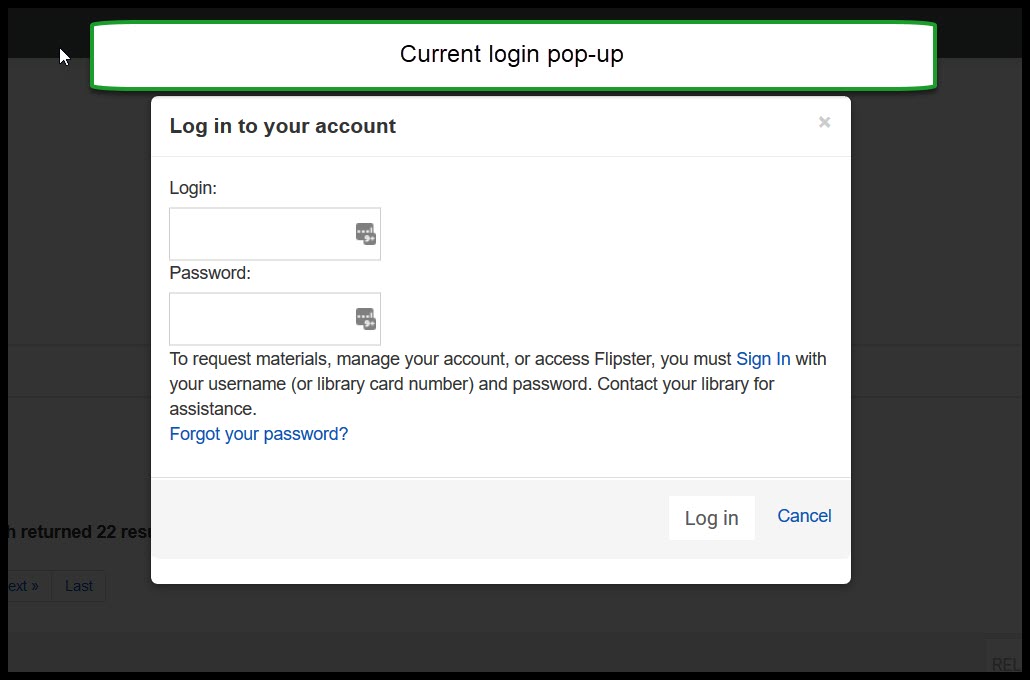 Current login pop-up
Log in to your account
×
Login:
Password:
To request materials, manage your account, or access Flipster, you must Sign In with
your username (or library card number) and password. Contact your library for
assistance.
Forgot your password?
Log in
Cancel
h returned 22 res
ext »
Last
REL